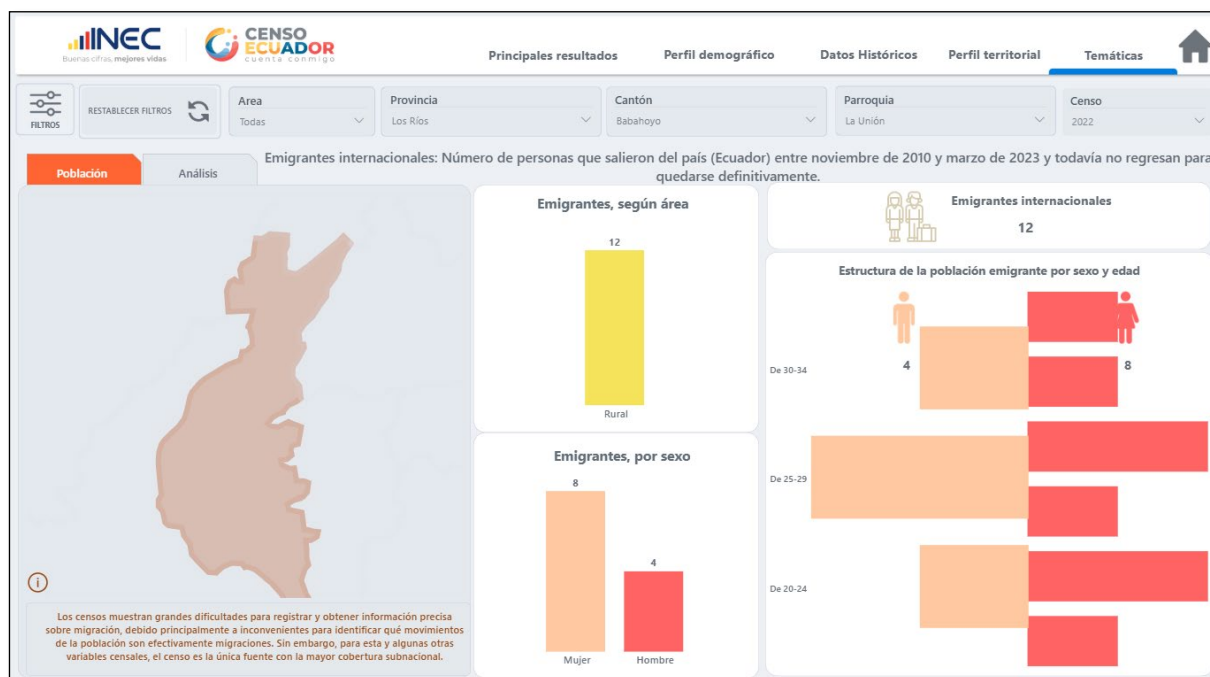 INEC
Buenas cifras, mejores vidas
CENSO
ECUADOR
cuenta conmigo
Principales resultados
Perfil demográfico
Datos Históricos
Perfil territorial
Temáticas
FILTROS
RESTABLECER FILTROS
Area
Todas
Provincia
Los Ríos
Cantón
Babahoyo
Parroquia
La Unión
Censo
2022
Población
Análisis
Emigrantes internacionales: Número de personas que salieron del país (Ecuador) entre noviembre de 2010 y marzo de 2023 y todavía no regresan para
quedarse definitivamente.
Los censos muestran grandes dificultades para registrar y obtener información precisa
sobre migración, debido principalmente a inconvenientes para identificar qué movimientos
de la población son efectivamente migraciones. Sin embargo, para esta y algunas otras
variables censales, el censo es la única fuente con la mayor cobertura subnacional.
Emigrantes, según área
12
Rural
Emigrantes, por sexo
8
4
Mujer
Hombre
Emigrantes internacionales
12
Estructura de la población emigrante por sexo y edad
4
8
De 30-34
De 25-29
De 20-24